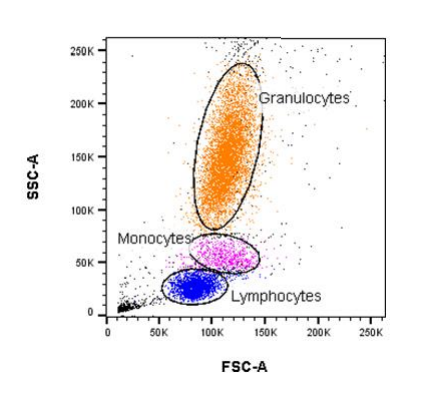 250K
Granulocytes
200K
SSC-A
150K
100K
Monocytes
50K
Lymphocytes
0
0 50K 100K 150K 200K 250K
FSC-A